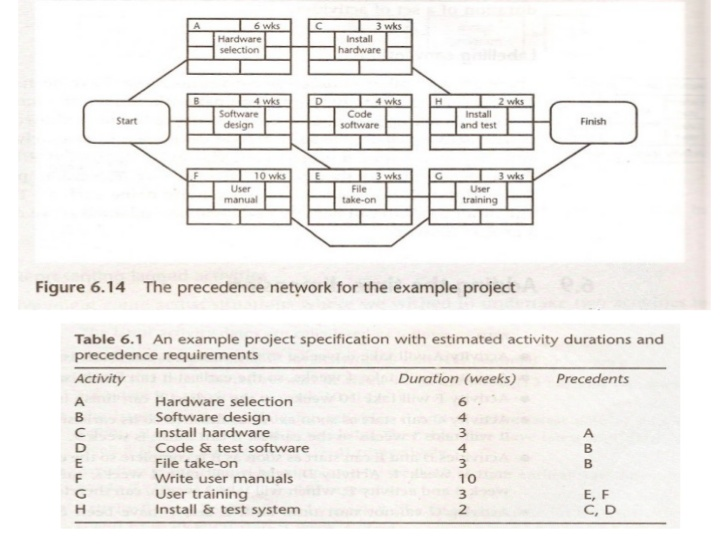 A 6 wks
Hardware
selection
C 3 wks
Install
hardware
B 4 wks
Software
design
D 4 wks
Code
software
H 2 wks
Install
and test
Start
Finish
F 10 wks
User
manual
E 3 wks
File
take-on
G 3 wks
User
training
Figure 6.14 The precedence network for the example project
Table 6.1 An example project specification with estimated activity durations and
precedence requirements
Activity Duration (weeks) Precedents
A Hardware selection 6
B Software design 4
C Install hardware 3 A
D Code & test software 4 B
E File take-on 3 B
F Write user manuals 10
G User training 3 E, F
H Install & test system 2 C, D